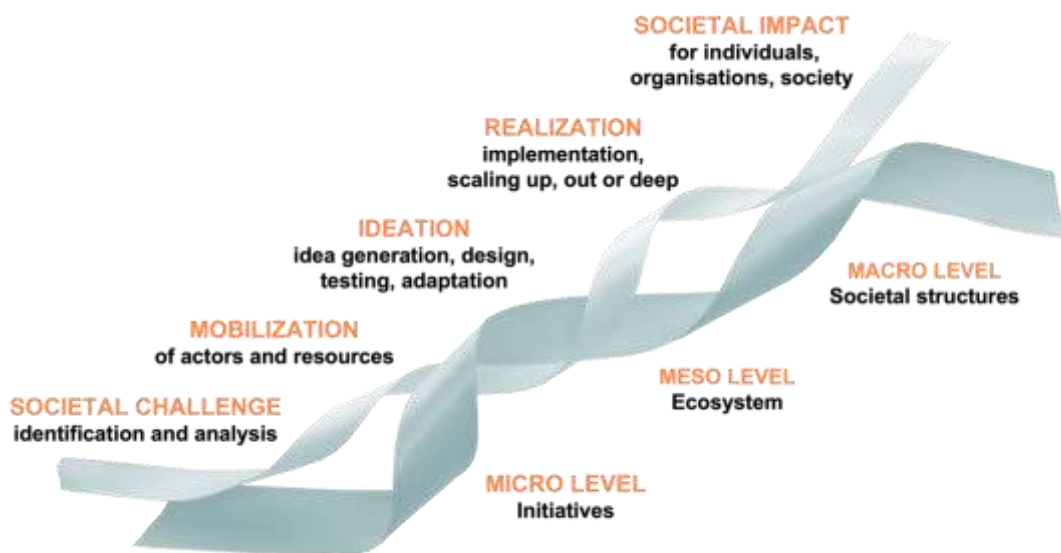 SOCIETAL IMPACT
for individuals,
organisations, society
REALIZATION
implementation,
scaling up, out or deep
IDEATION
idea generation, design,
testing, adaptation
MACRO LEVEL
Societal structures
MOBILIZATION
of actors and resources
MESO LEVEL
Ecosystem
SOCIETAL CHALLENGE
identification and analysis
MICRO LEVEL
Initiatives